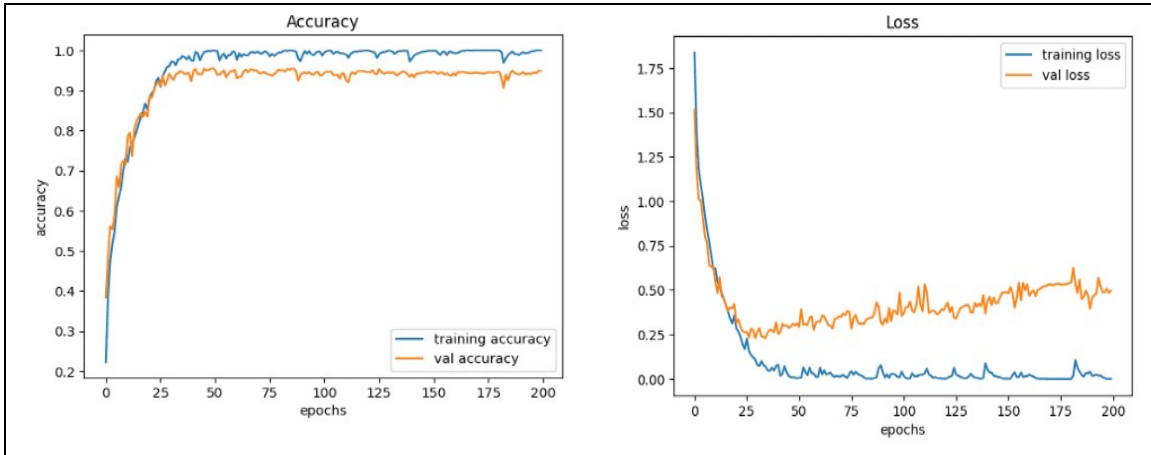 Accuracy
1.0
0.9
0.8
0.7
0.6
0.5
0.4
0.3
0.2
accuracy
training accuracy
val accuracy
0 25 50 75 100 125 150 175 200
epochs
Loss
1.75
1.50
1.25
1.00
0.75
0.50
0.25
0.00
loss
training loss
val loss
0 25 50 75 100 125 150 175 200
epochs